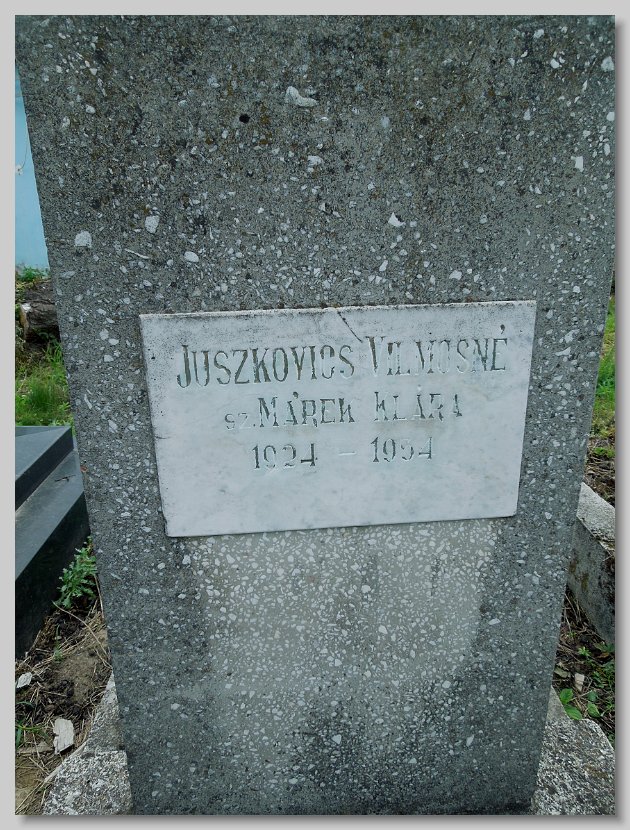 JUSZKOVICS VILMOSNÉ
SZ. MÁREK KLÁRA
1924 - 1994